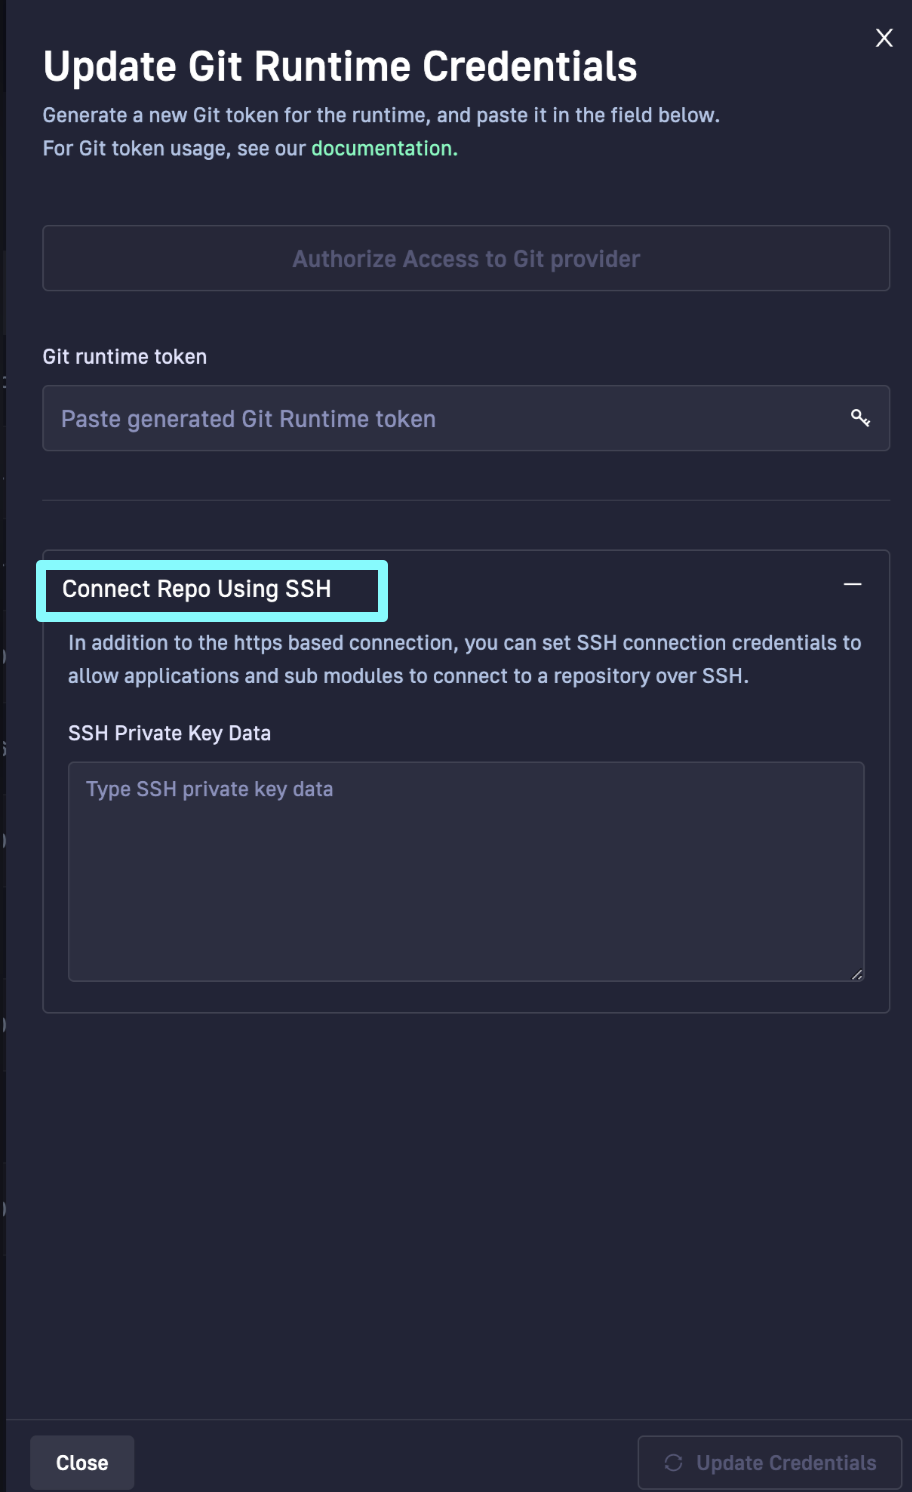 X
Update Git Runtime Credentials
Generate a new Git token for the runtime, and paste it in the field below.
For Git token usage, see our documentation.
Authorize Access to Git provider
Git runtime token
Paste generated Git Runtime token
Connect Repo Using SSH
In addition to the https based connection, you can set SSH connection credentials to
allow applications and sub modules to connect to a repository over SSH.
SSH Private Key Data
Type SSH private key data
Close
Update Credentials